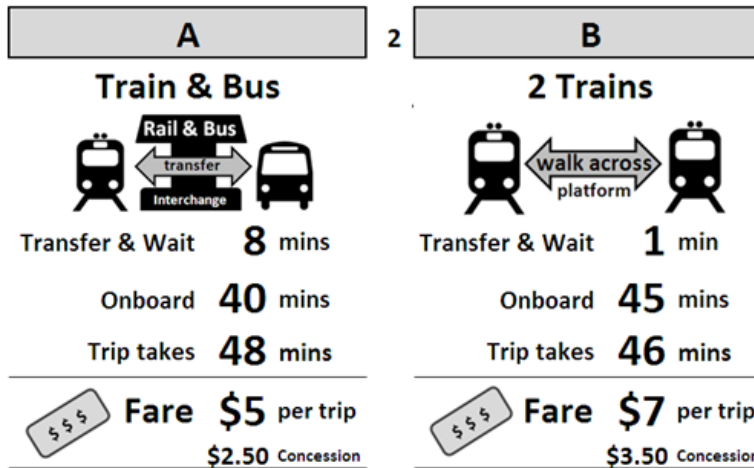 A
2
B
Train & Bus
Rail & Bus
transfer
Interchange
Transfer & Wait 8 mins
Onboard 40 mins
Trip takes 48 mins
$ $ $
Fare $5 per trip
$2.50 Concession
2 Trains
walk across
platform
Transfer & Wait 1 min
Onboard 45 mins
Trip takes 46 mins
$ $ $
Fare $7 per trip
$3.50 Concession